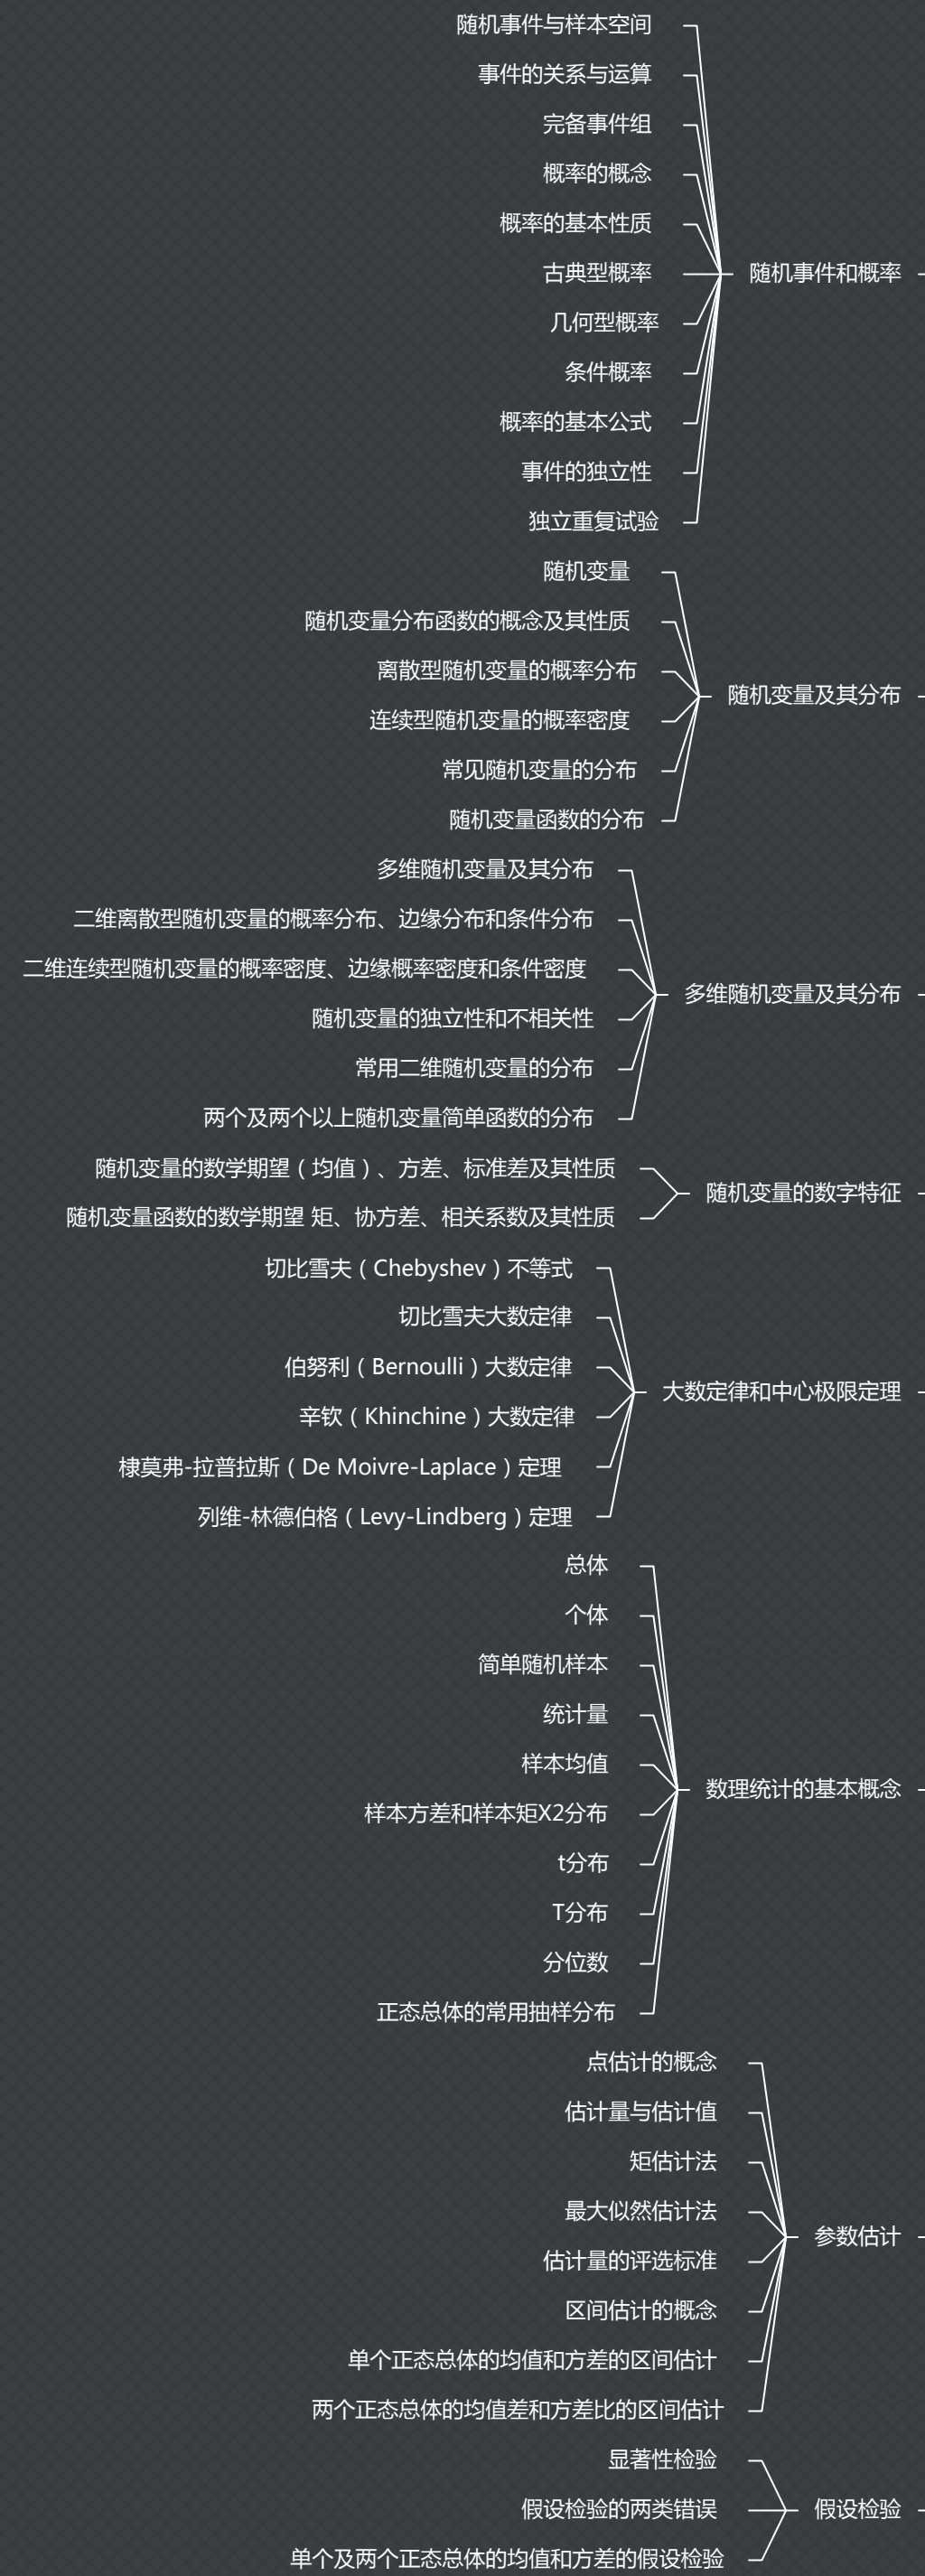 随机事件与样本空间
事件的关系与运算
完备事件组
概率的概念
概率的基本性质
古典型概率
几何型概率
条件概率
概率的基本公式
事件的独立性
独立重复试验
随机事件和概率
随机变量
随机变量分布函数的概念及其性质
离散型随机变量的概率分布
连续型随机变量的概率密度
常见随机变量的分布
随机变量函数的分布
随机变量及其分布
多维随机变量及其分布
二维离散型随机变量的概率分布、边缘分布和条件分布
二维连续型随机变量的概率密度、边缘概率密度和条件密度
随机变量的独立性和不相关性
常用二维随机变量的分布
两个及两个以上随机变量简单函数的分布
多维随机变量及其分布
随机变量的数学期望（均值）、方差、标准差及其性质
随机变量函数的数学期望 矩、协方差、相关系数及其性质
随机变量的数字特征
切比雪夫（Chebyshev）不等式
切比雪夫大数定律
伯努利（Bernoulli）大数定律
辛钦（Khinchine）大数定律
棣莫弗-拉普拉斯（De Moivre-Laplace）定理
列维-林德伯格（Levy-Lindberg）定理
大数定律和中心极限定理
总体
个体
简单随机样本
统计量
样本均值
样本方差和样本矩X2分布
t分布
T分布
分位数
正态总体的常用抽样分布
数理统计的基本概念
点估计的概念
估计量与估计值
矩估计法
最大似然估计法
估计量的评选标准
区间估计的概念
单个正态总体的均值和方差的区间估计
两个正态总体的均值差和方差比的区间估计
参数估计
显著性检验
假设检验的两类错误
单个及两个正态总体的均值和方差的假设检验
假设检验